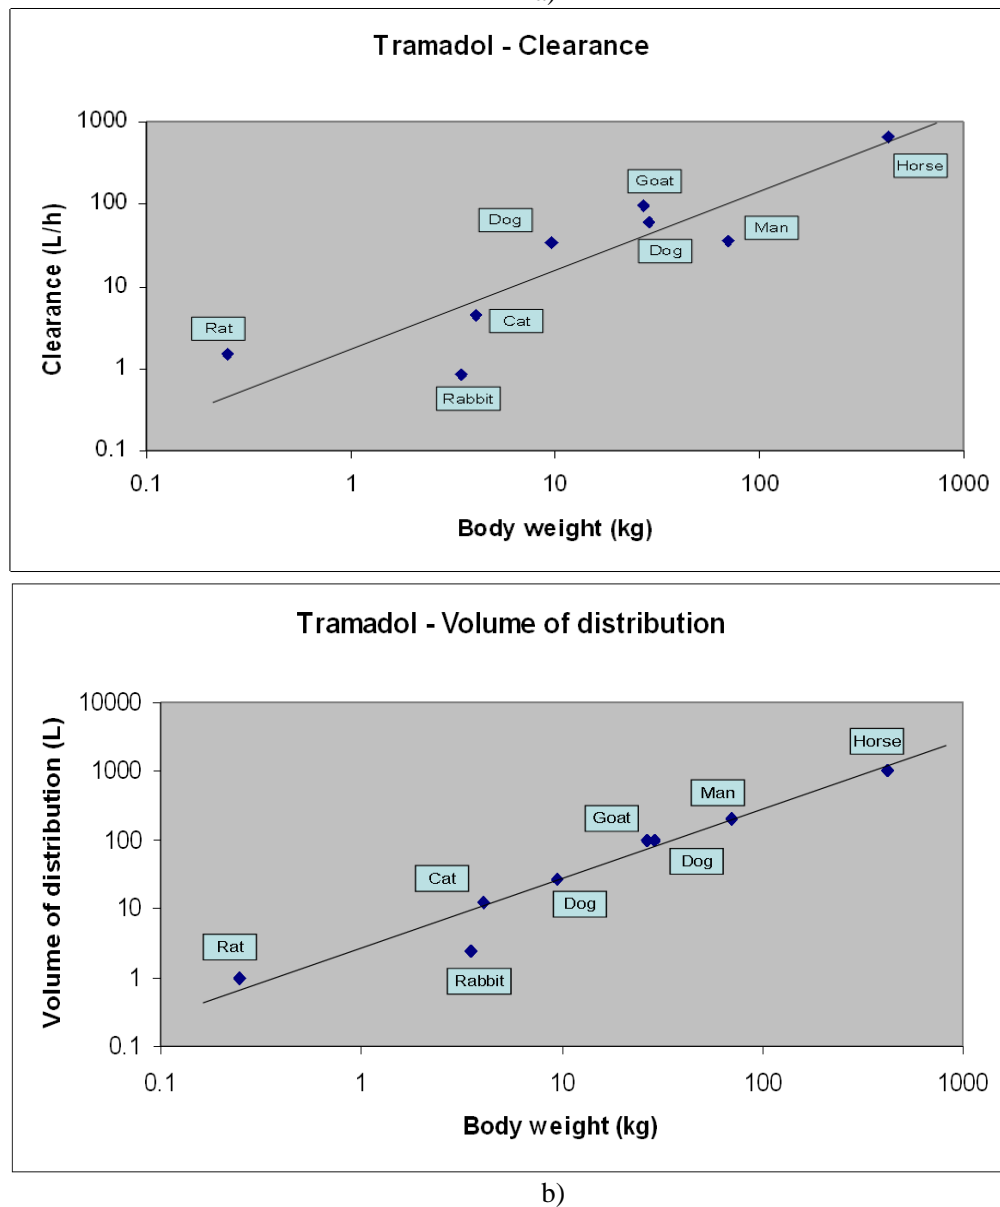 a)
Tramadol - Clearance
Clearance (L/h)
1000
100
10
1
0.1
Rat
Dog
Goat
Dog
Man
Horse
Cat
Rabbit
0.1 1 10 100 1000
Body weight (kg)
Tramadol - Volume of distribution
Volume of distribution (L)
10000
1000
100
10
1
0.1
Horse
Man
Goat
Dog
Cat
Dog
Rat
Rabbit
0.1 1 10 100 1000
Body weight (kg)
b)